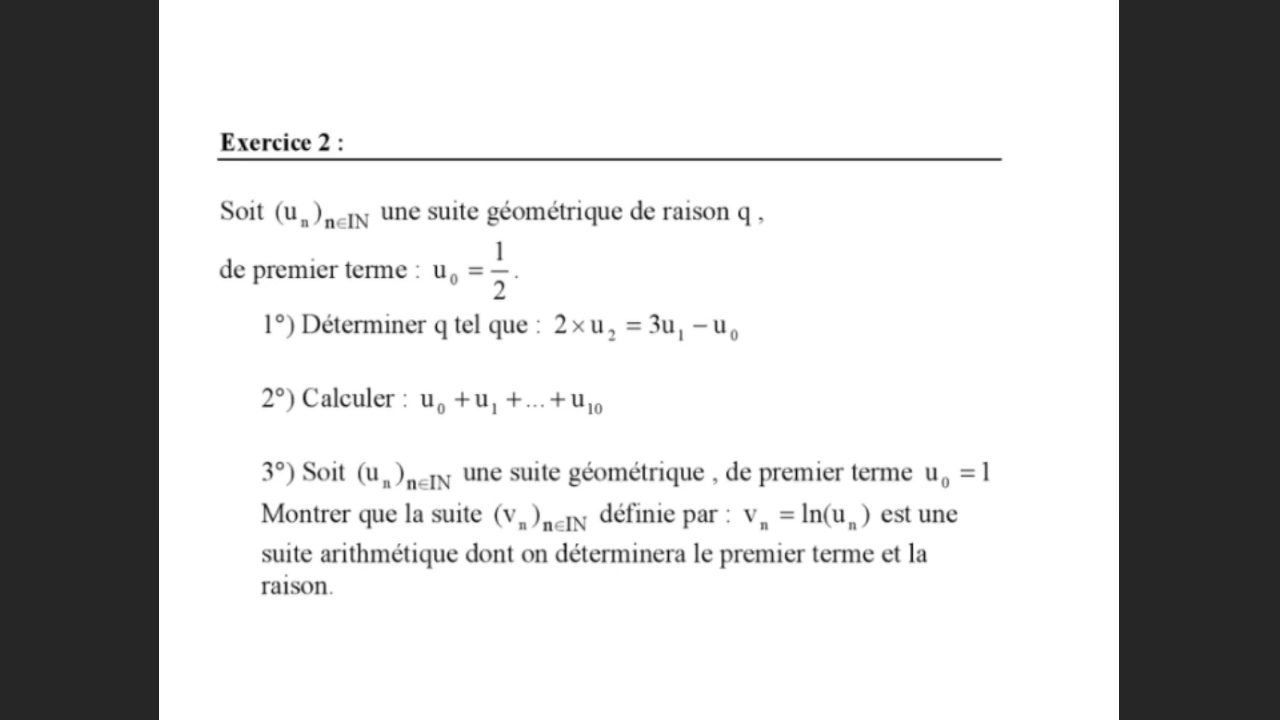 Exercice 2 :
Soit (uₙ)n∈IN une suite géométrique de raison q ,
de premier terme : u₀ = 1/2 .
1°) Déterminer q tel que : 2 × u₂ = 3u₁ − u₀
2°) Calculer : u₀ + u₁ + ... + u₁₀
3°) Soit (uₙ)n∈IN une suite géométrique , de premier terme u₀ = 1
Montrer que la suite (vₙ)n∈IN définie par : vₙ = ln(uₙ) est une
suite arithmétique dont on déterminera le premier terme et la
raison.